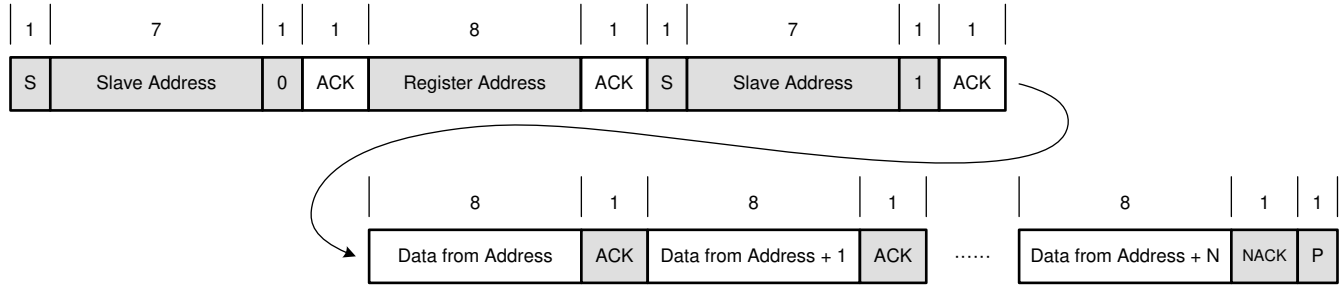 1 7 1 1 8 1 1 7 1 1
S Slave Address 0 ACK Register Address ACK S Slave Address 1 ACK
8 1 8 1 8 1 1
Data from Address ACK Data from Address + 1 ACK ...... Data from Address + N NACK P